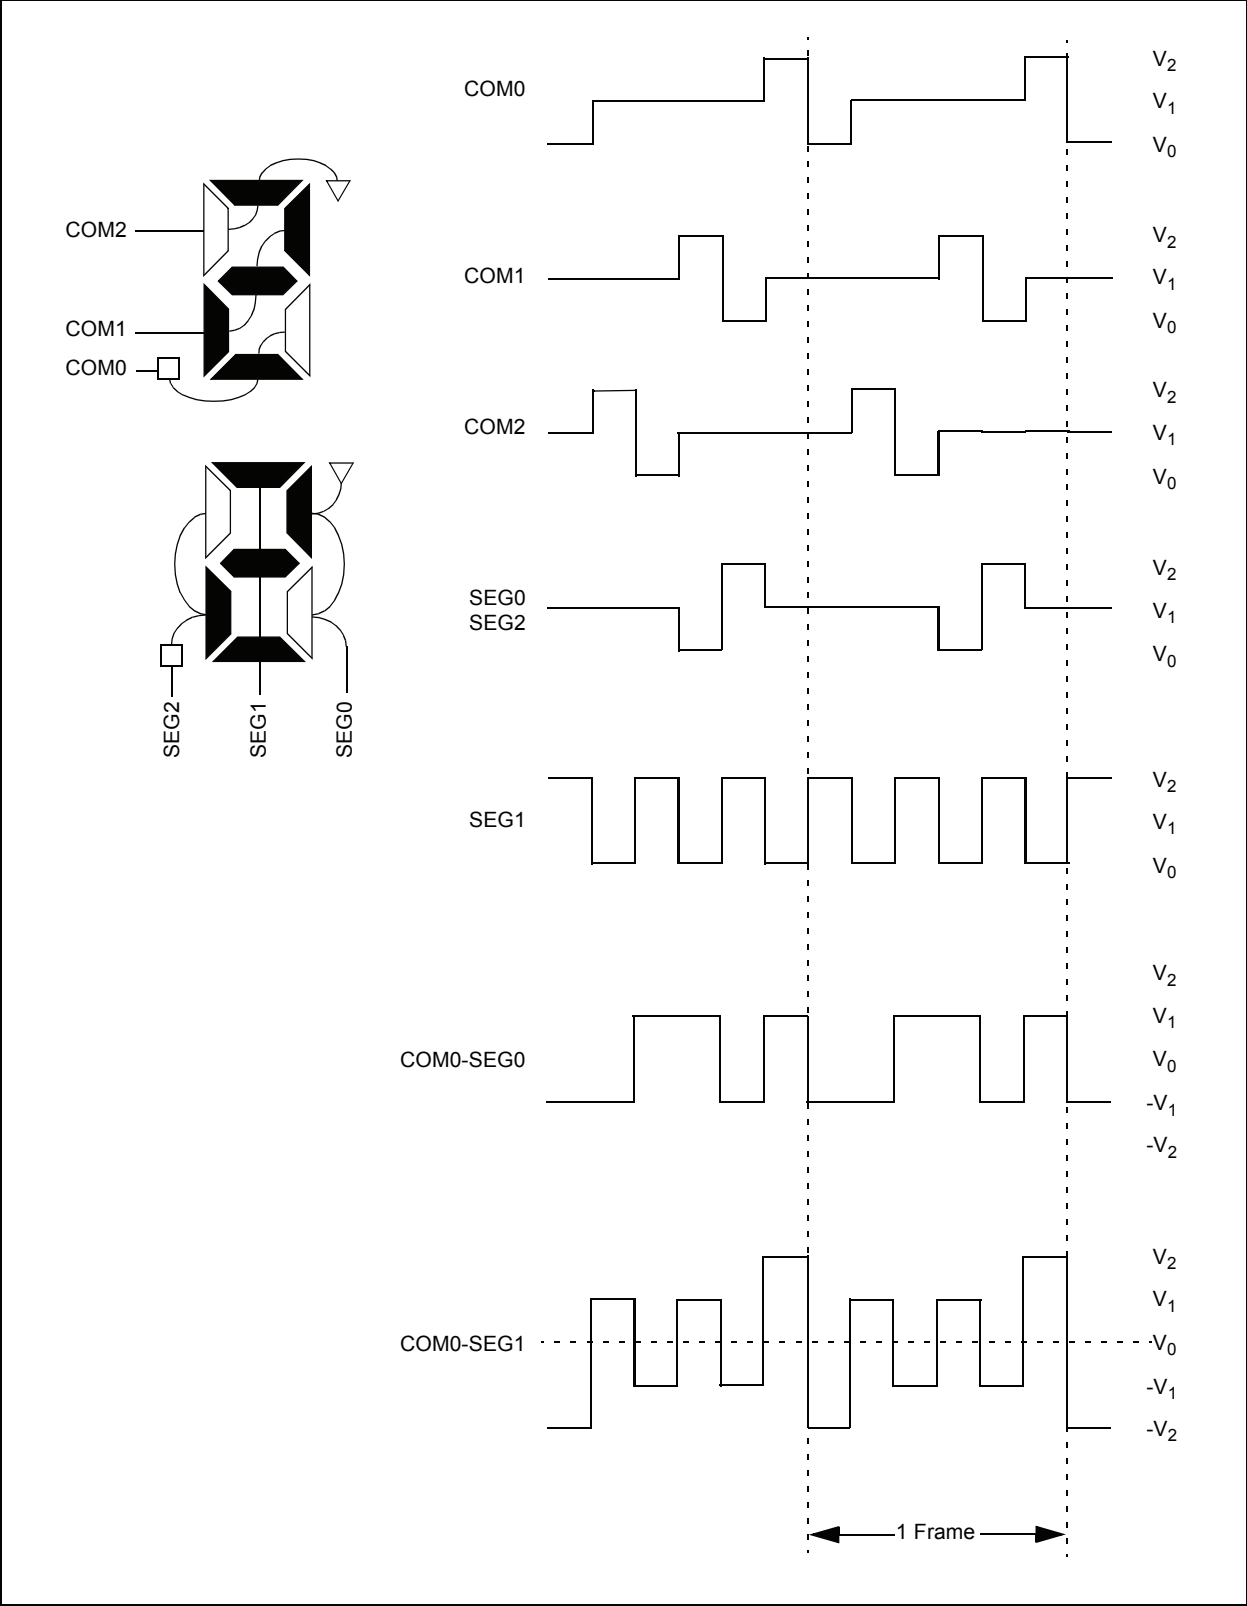 COM0
V2
V1
V0
COM2
COM1
COM0
COM1
V2
V1
V0
COM2
V2
V1
V0
SEG2
SEG1
SEG0
SEG0
SEG2
V2
V1
V0
SEG1
V2
V1
V0
COM0-SEG0
V2
V1
V0
-V1
-V2
COM0-SEG1
V2
V1
V0
-V1
-V2
1 Frame